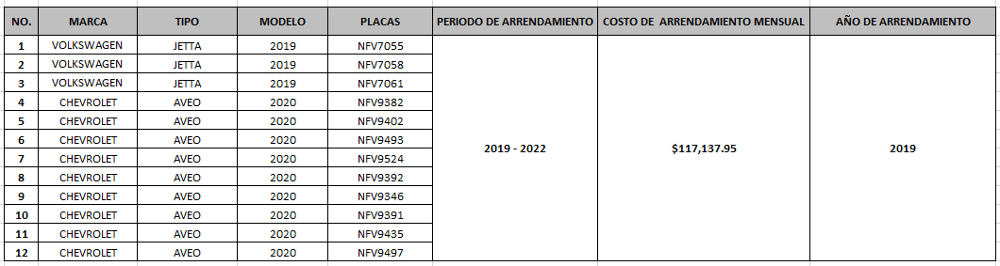 NO. MARCA TIPO MODELO PLACAS PERIODO DE ARRENDAMIENTO COSTO DE ARRENDAMIENTO MENSUAL AÑO DE ARRENDAMIENTO
1 VOLKSWAGEN JETTA 2019 NFV7055
2 VOLKSWAGEN JETTA 2019 NFV7058
3 VOLKSWAGEN JETTA 2019 NFV7061
4 CHEVROLET AVEO 2020 NFV9382
5 CHEVROLET AVEO 2020 NFV9402
6 CHEVROLET AVEO 2020 NFV9493
7 CHEVROLET AVEO 2020 NFV9524
8 CHEVROLET AVEO 2020 NFV9392
9 CHEVROLET AVEO 2020 NFV9346
10 CHEVROLET AVEO 2020 NFV9391
11 CHEVROLET AVEO 2020 NFV9435
12 CHEVROLET AVEO 2020 NFV9497
2019 - 2022 $117,137.95 2019